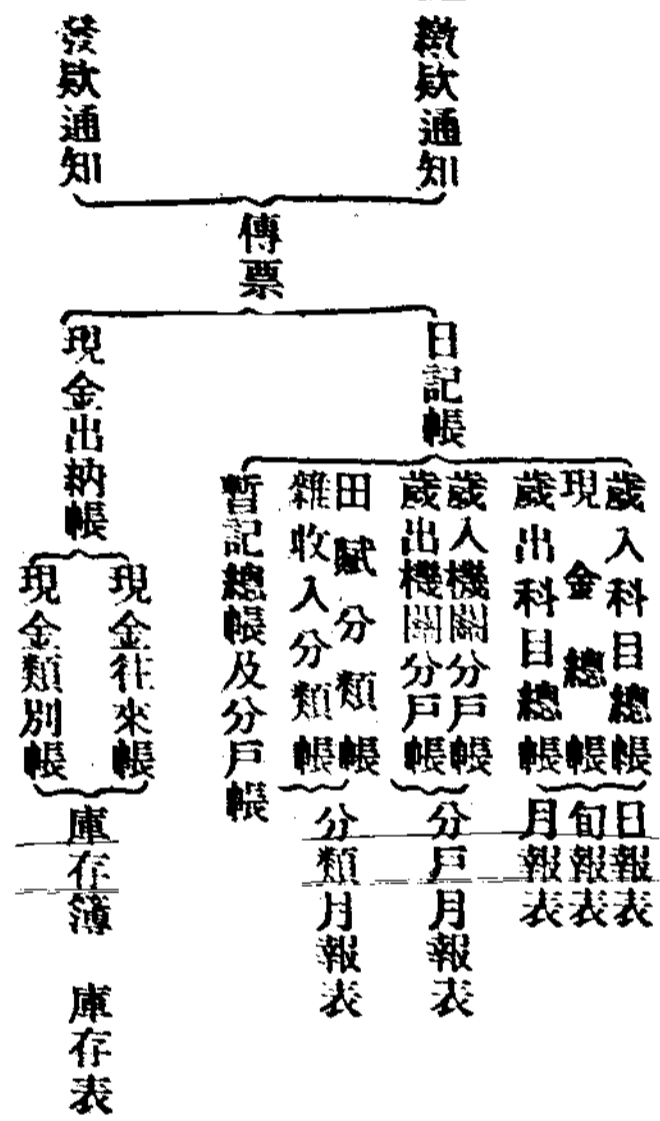 繳欵通知
發欵通知
傳票
日記帳
歲入科目總帳
現金總帳
歲出科目總帳
日報表
旬報表
月報表
歲入機關分戶帳
歲出機關分戶帳
分戶月報表
田賦分類帳
雜收入分類帳
分類月報表
暫記總帳及分戶帳
現金出納帳
現金往來帳
現金類別帳
庫存簿
庫存表